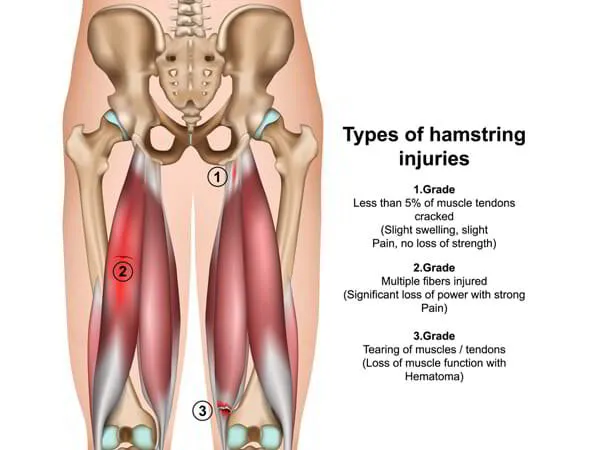 Types of hamstring
injuries
1.Grade
Less than 5% of muscle tendons
cracked
(Slight swelling, slight
Pain, no loss of strength)
2.Grade
Multiple fibers injured
(Significant loss of power with strong
Pain)
3.Grade
Tearing of muscles / tendons
(Loss of muscle function with
Hematoma)
1
2
3